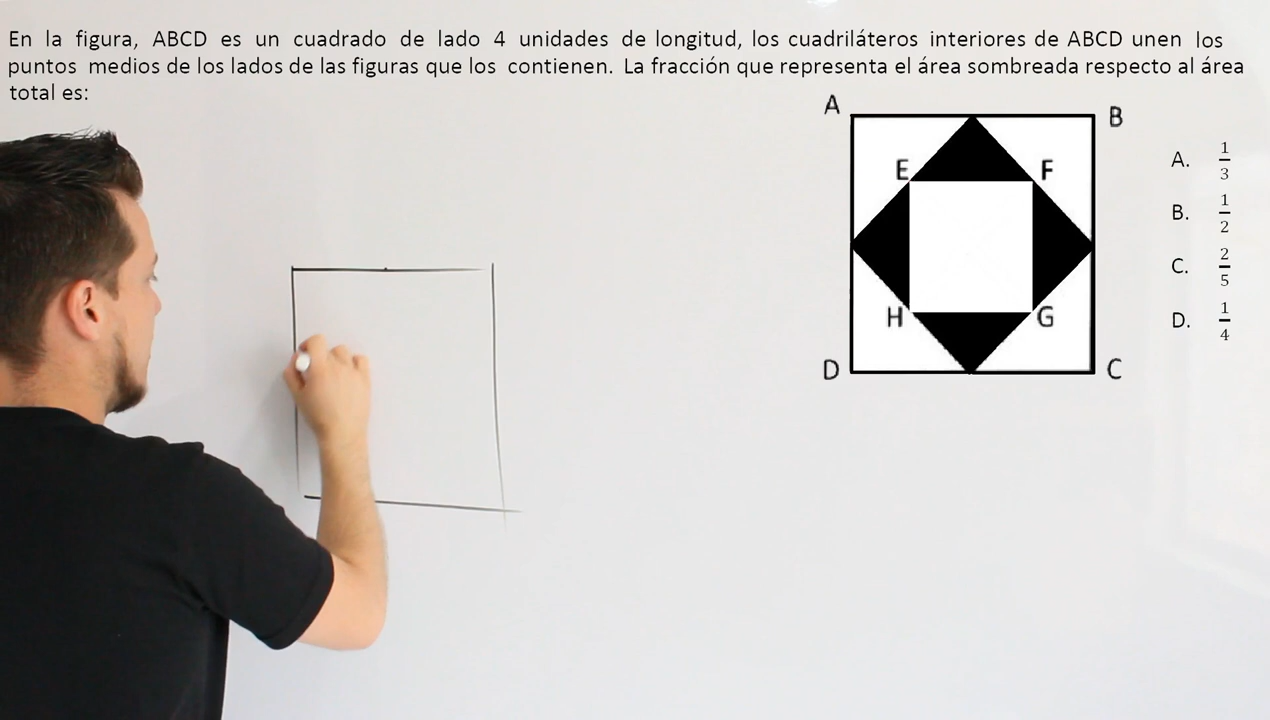 En la figura, ABCD es un cuadrado de lado 4 unidades de longitud, los cuadriláteros interiores de ABCD unen los
puntos medios de los lados de las figuras que los contienen. La fracción que representa el área sombreada respecto al área
total es:
A
B
E
F
H
G
D
C
A. 1/3
B. 1/2
C. 2/5
D. 1/4